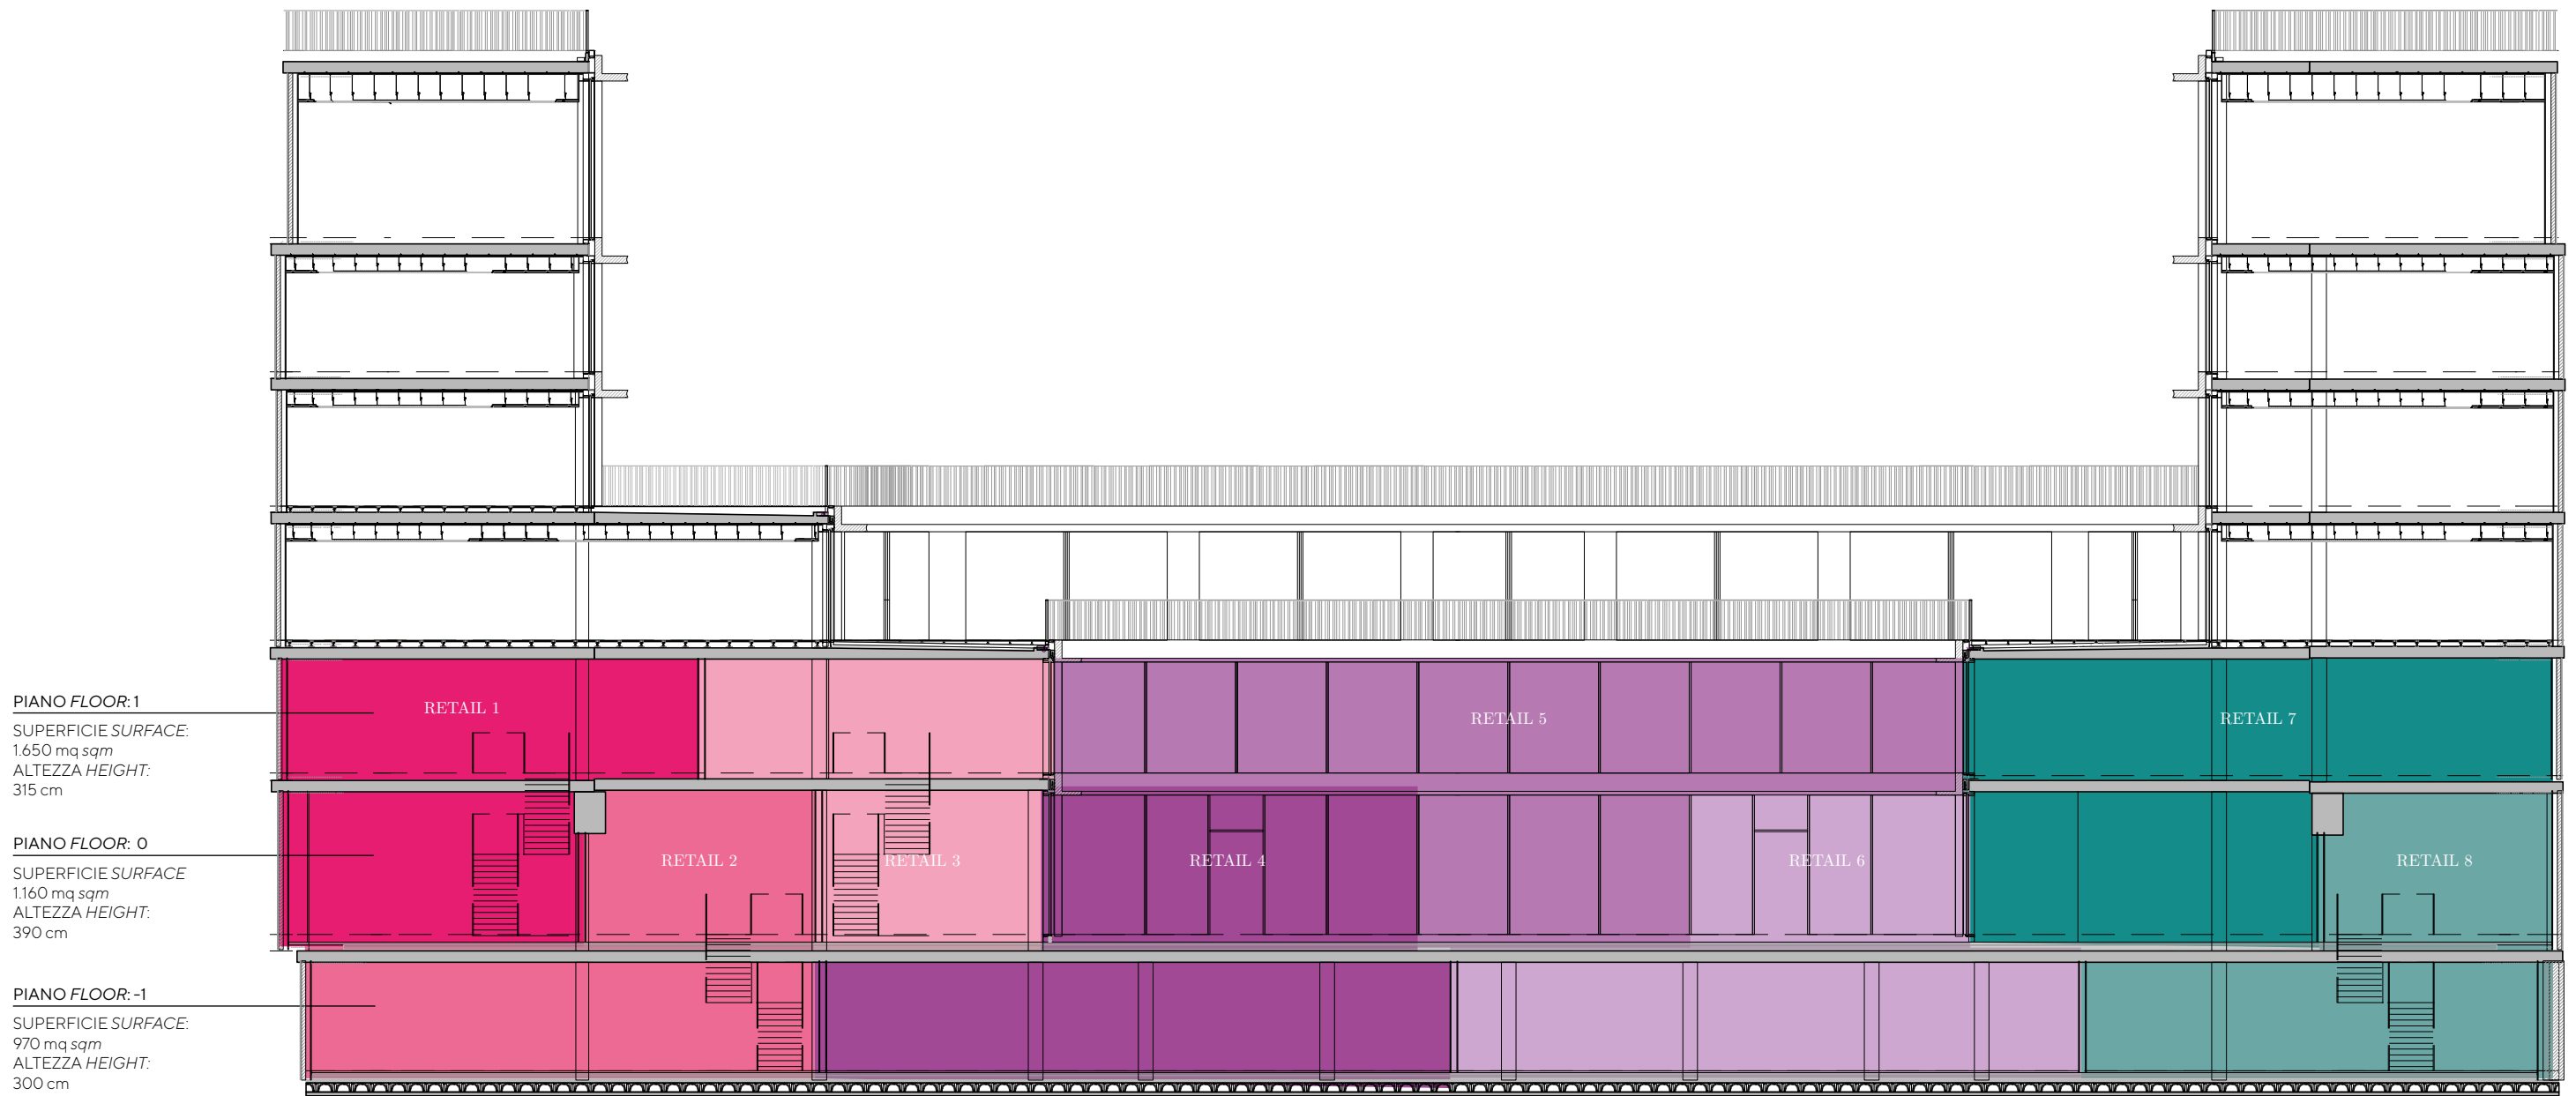 PIANO FLOOR: 1
SUPERFICIE SURFACE:
1.650 mq sqm
ALTEZZA HEIGHT:
315 cm
RETAIL 1
RETAIL 5
RETAIL 7
PIANO FLOOR: 0
SUPERFICIE SURFACE
1.160 mq sqm
ALTEZZA HEIGHT:
390 cm
RETAIL 2
RETAIL 3
RETAIL 4
RETAIL 6
RETAIL 8
PIANO FLOOR: -1
SUPERFICIE SURFACE:
970 mq sqm
ALTEZZA HEIGHT:
300 cm